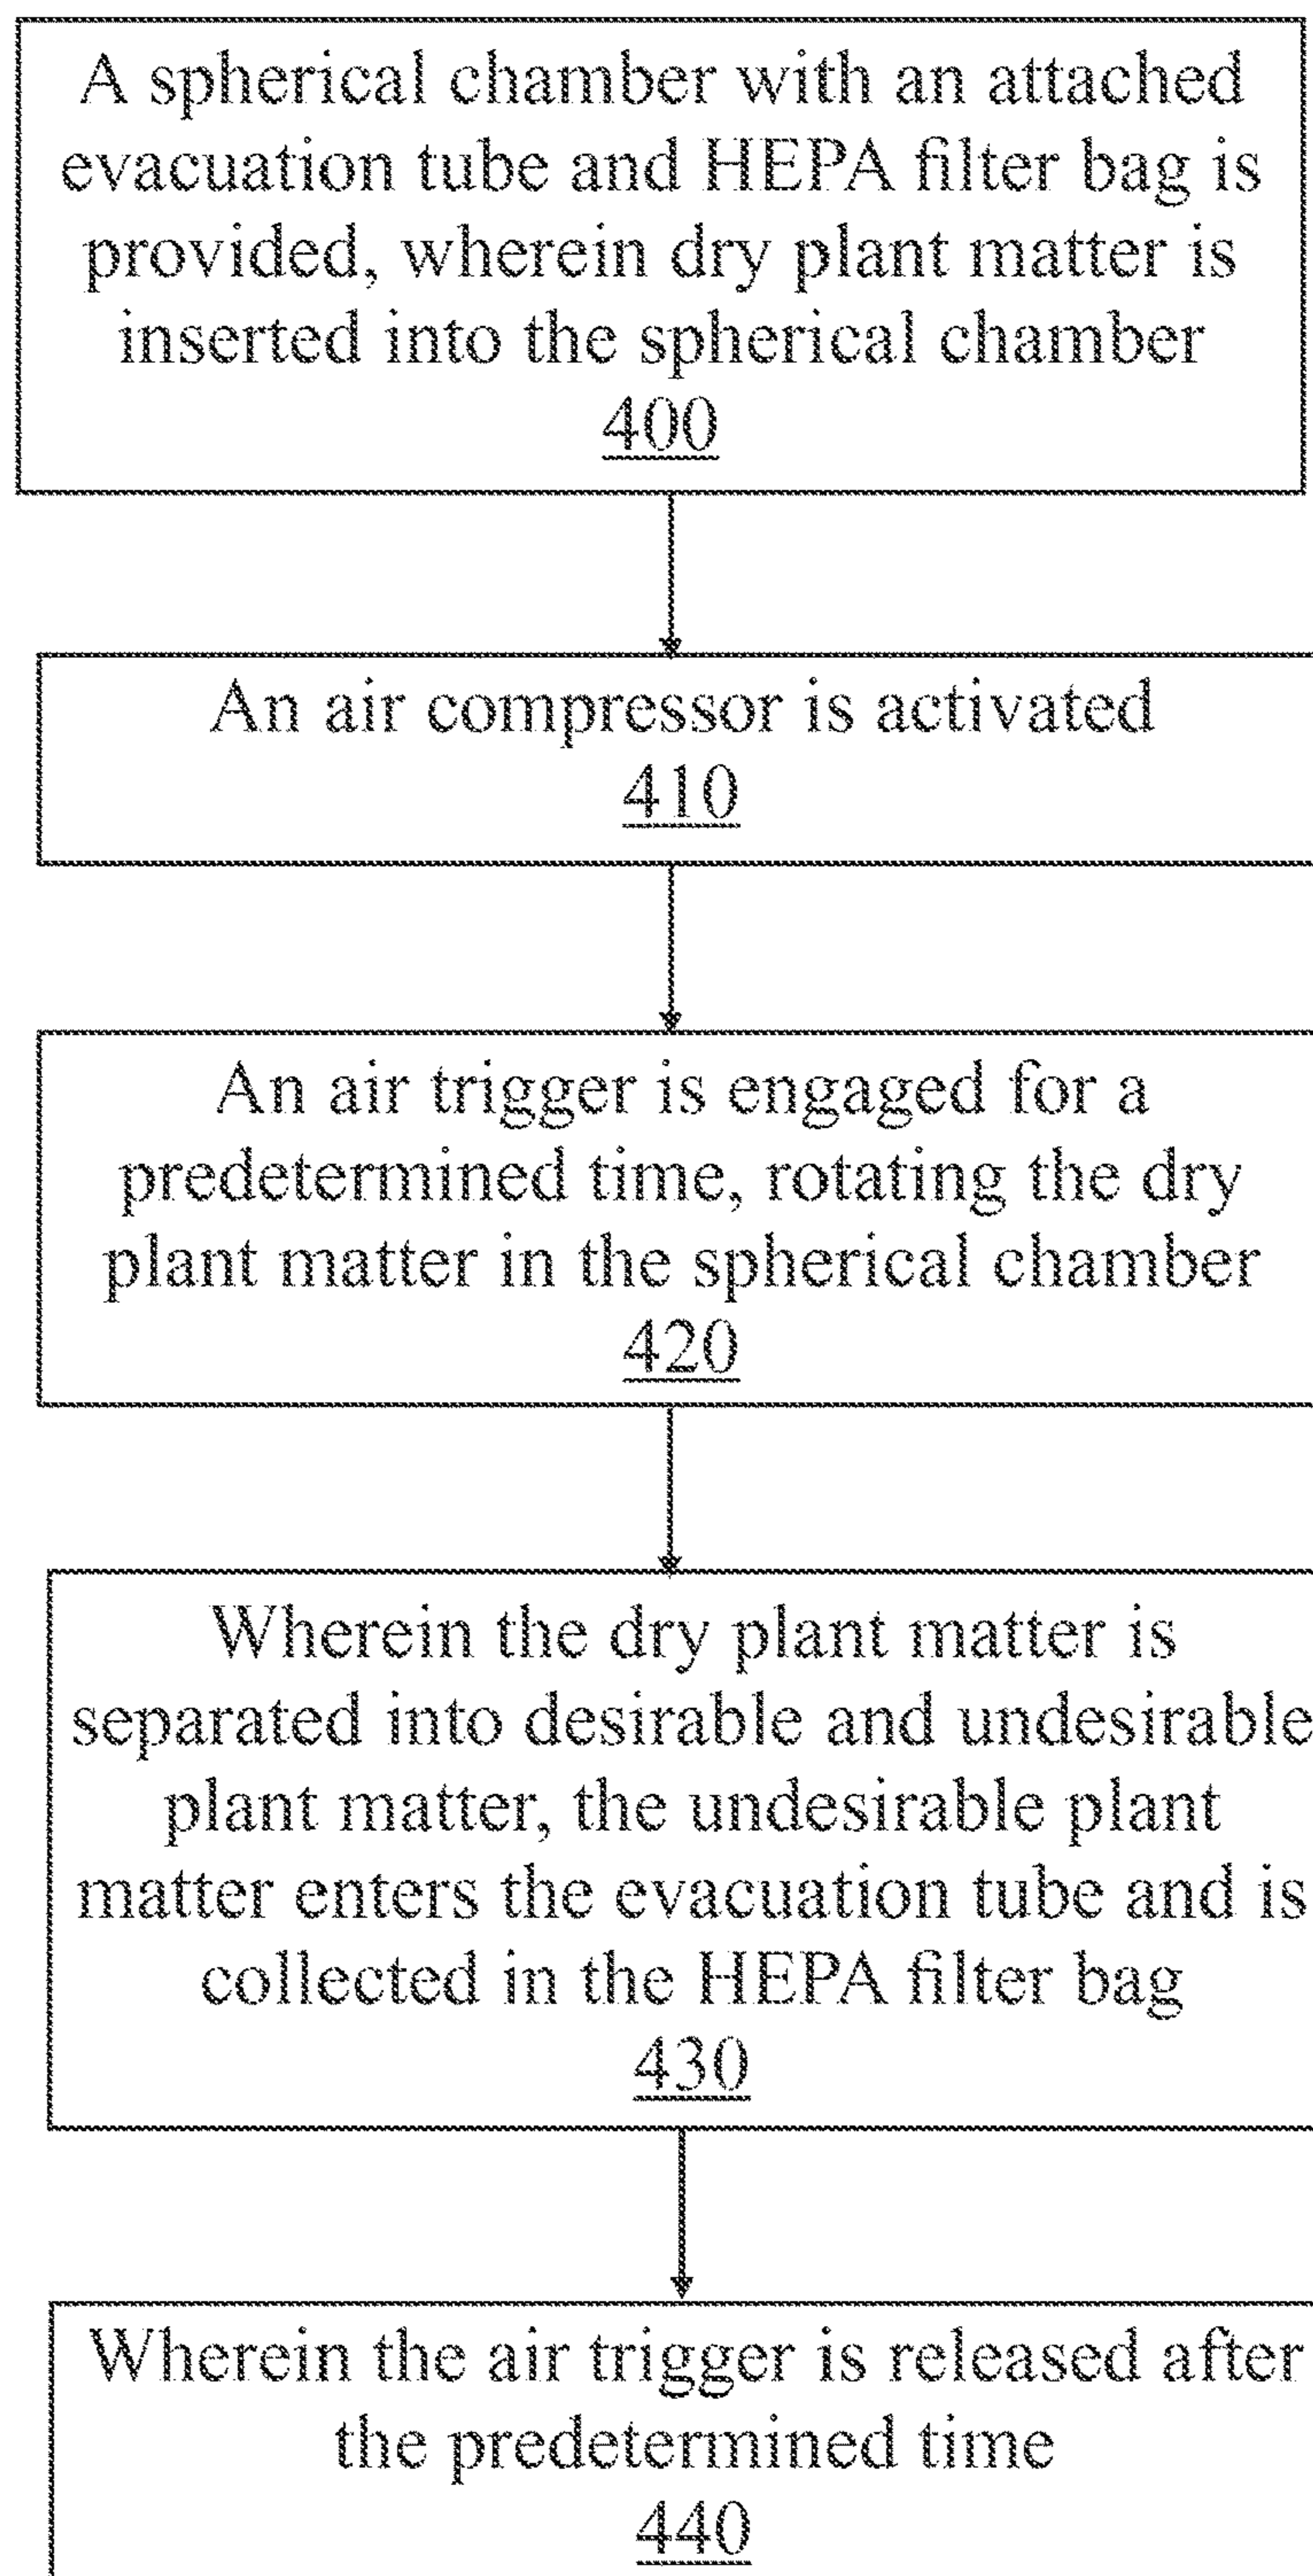 A spherical chamber with an attached
evacuation tube and HEPA filter bag is
provided, wherein dry plant matter is
inserted into the spherical chamber
400
An air compressor is activated
410
An air trigger is engaged for a
predetermined time, rotating the dry
plant matter in the spherical chamber
420
Wherein the dry plant matter is
separated into desirable and undesirable
plant matter, the undesirable plant
matter enters the evacuation tube and is
collected in the HEPA filter bag
430
Wherein the air trigger is released after
the predetermined time
440